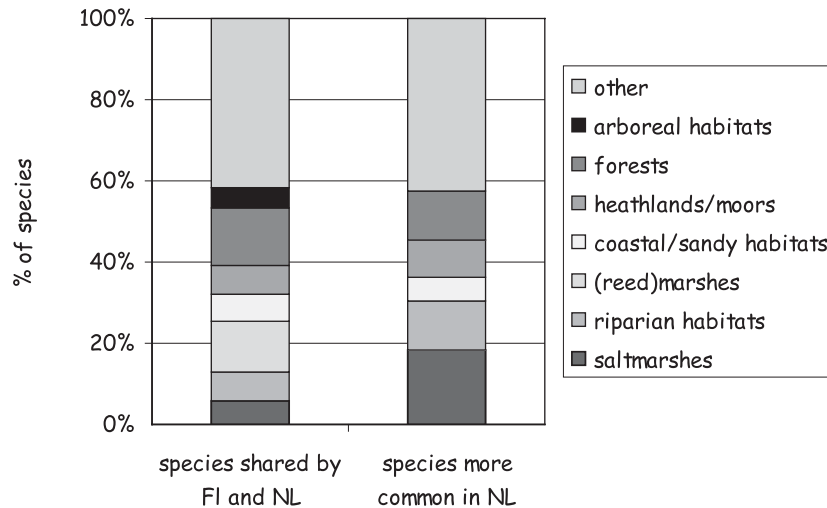 100%
80%
60%
40%
20%
0%
% of species
species shared by
Fl and NL
species more
common in NL
other
arboreal habitats
forests
heathlands/moors
coastal/sandy habitats
(reed)marshes
riparian habitats
saltmarshes